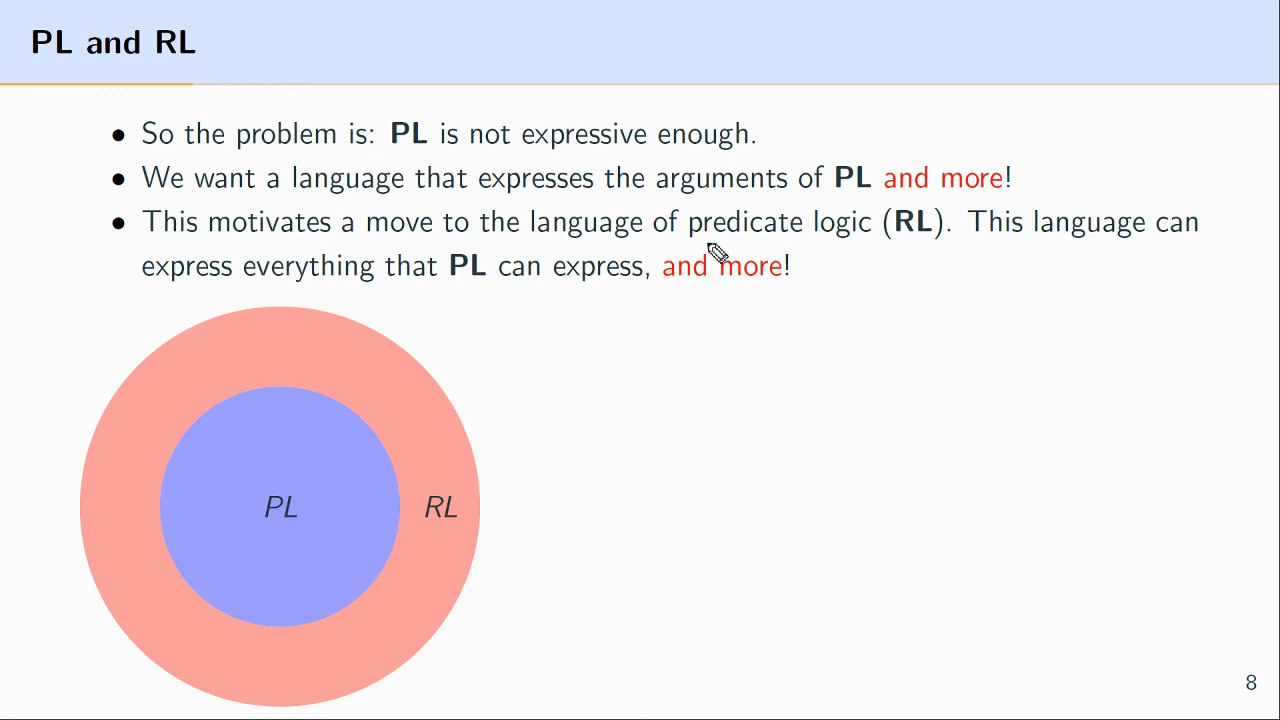 PL and RL
• So the problem is: PL is not expressive enough.
• We want a language that expresses the arguments of PL and more!
• This motivates a move to the language of predicate logic (RL). This language can
express everything that PL can express, and more!
PL
RL
8